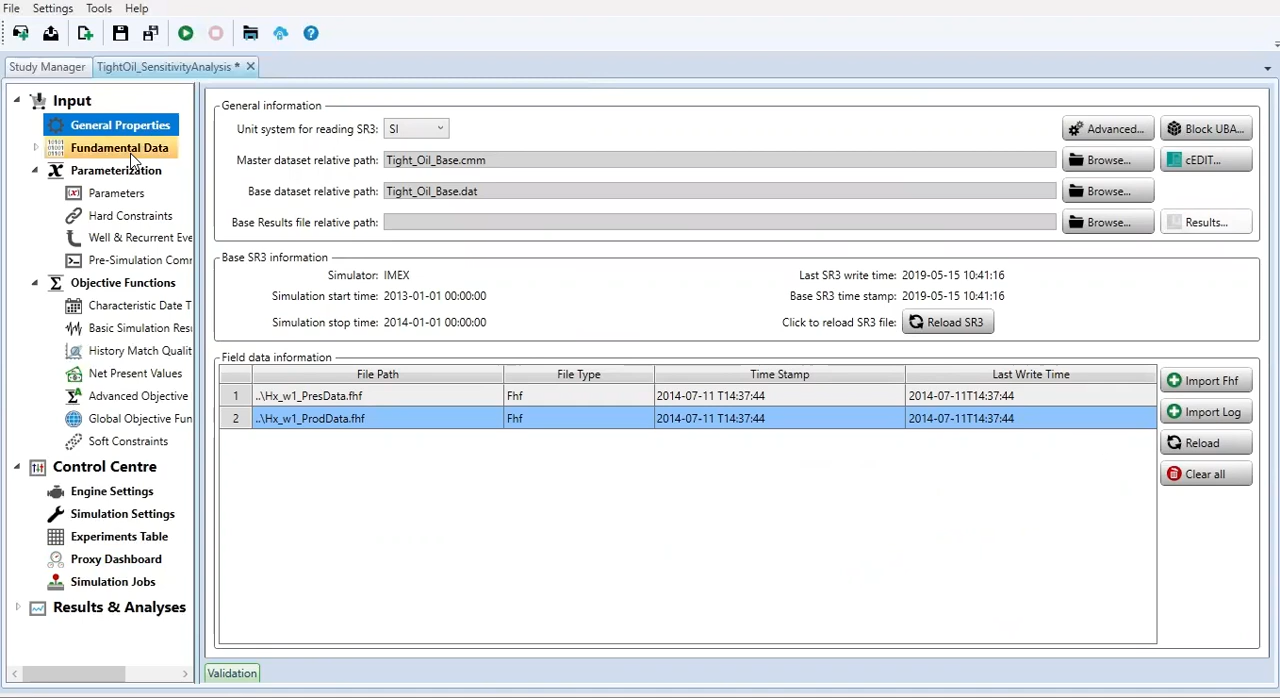 File Settings Tools Help
Study Manager TightOil_SensitivityAnalysis *
Input
General Properties
Fundamental Data
Parameterization
Parameters
Hard Constraints
Well & Recurrent Eve
Pre-Simulation Comr
Objective Functions
Characteristic Date T
Basic Simulation Resu
History Match Qualit
Net Present Values
Advanced Objective
Global Objective Fun
Soft Constraints
Control Centre
Engine Settings
Simulation Settings
Experiments Table
Proxy Dashboard
Simulation Jobs
Results & Analyses
General information
Unit system for reading SR3: SI Advanced... Block UBA...
Master dataset relative path: Tight_Oil_Base.cmm Browse... cEDIT...
Base dataset relative path: Tight_Oil_Base.dat Browse...
Base Results file relative path: Browse... Results...
Base SR3 information
Simulator: IMEX Last SR3 write time: 2019-05-15 10:41:16
Simulation start time: 2013-01-01 00:00:00 Base SR3 time stamp: 2019-05-15 10:41:16
Simulation stop time: 2014-01-01 00:00:00 Click to reload SR3 file: Reload SR3
Field data information
File Path File Type Time Stamp Last Write Time
1 ..\Hx_w1_PresData.fhf Fhf 2014-07-11 T14:37:44 2014-07-11T14:37:44
2 ..\Hx_w1_ProdData.fhf Fhf 2014-07-11 T14:37:44 2014-07-11T14:37:44
Import Fhf
Import Log
Reload
Clear all
Validation